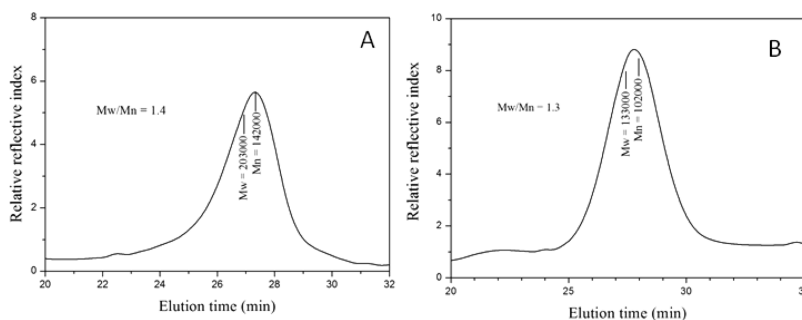 A
Mw/Mn = 1.4
Mw = 203000
Mn = 142000
Relative reflective index
8
6
4
2
0
20 22 24 26 28 30 32
Elution time (min)
B
Mw/Mn = 1.3
Mw = 133000
Mn = 102000
Relative reflective index
10
8
6
4
2
0
20 25 30 35
Elution time (min)